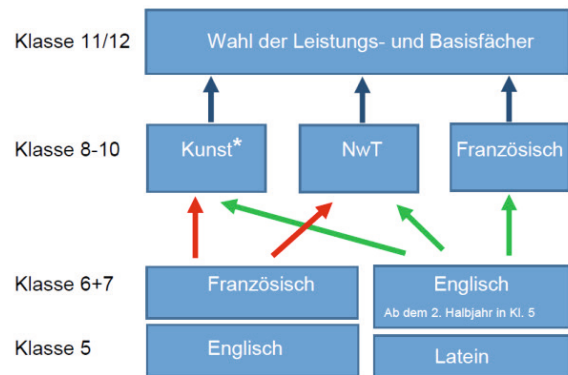 Klasse 11/12
Wahl der Leistungs- und Basisfächer
Klasse 8-10
Kunst*
NwT
Französisch
Klasse 6+7
Französisch
Englisch
Ab dem 2. Halbjahr in Kl. 5
Klasse 5
Englisch
Latein